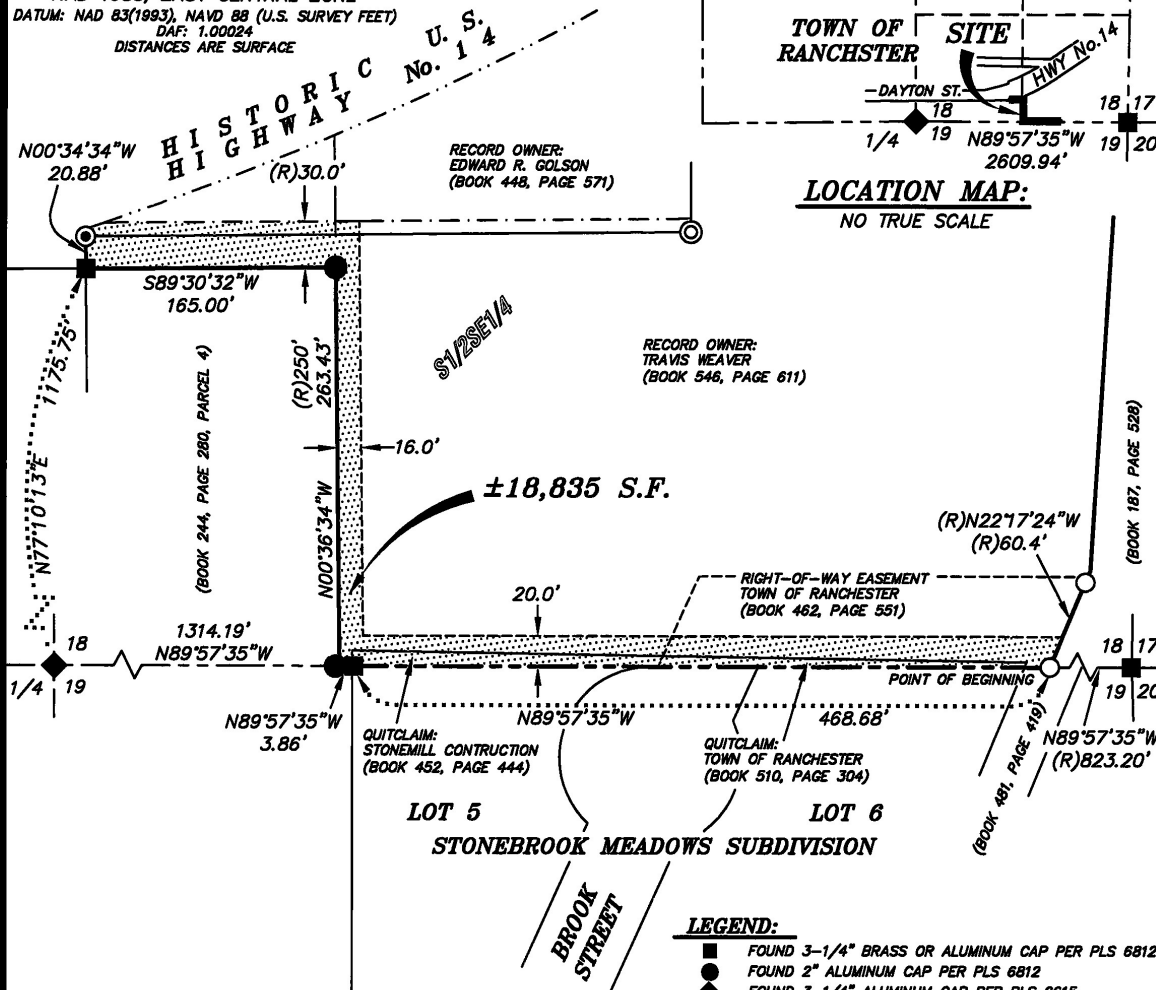 DATUM: NAD 83(1993), NAVD 88 (U.S. SURVEY FEET)
DAF: 1.00024
DISTANCES ARE SURFACE
HISTORIC U.S.
HIGHWAY No. 14
TOWN OF
RANCHSTER
SITE
HWY No.14
DAYTON ST.
18
17
1/4
19
N89°57'35"W
2609.94'
19
20
LOCATION MAP:
NO TRUE SCALE
N00°34'34"W
20.88'
(R)30.0'
RECORD OWNER:
EDWARD R. GOLSON
(BOOK 448, PAGE 571)
S89°30'32"W
165.00'
1175.75'
N77°10'13"E
(BOOK 244, PAGE 280, PARCEL 4)
(R)250'
263.43'
N00°36'34"W
S1/2SE1/4
RECORD OWNER:
TRAVIS WEAVER
(BOOK 546, PAGE 611)
16.0'
±18,835 S.F.
(BOOK 187, PAGE 528)
(R)N22°17'24"W
(R)60.4'
20.0'
RIGHT-OF-WAY EASEMENT
TOWN OF RANCHESTER
(BOOK 462, PAGE 551)
18
1/4
19
1314.19'
N89°57'35"W
POINT OF BEGINNING
18
17
19
20
N89°57'35"W
3.86'
N89°57'35"W
468.68'
N89°57'35"W
(R)823.20'
(BOOK 481, PAGE 419)
QUITCLAIM:
STONEMILL CONTRUCTION
(BOOK 452, PAGE 444)
QUITCLAIM:
TOWN OF RANCHESTER
(BOOK 510, PAGE 304)
LOT 5
LOT 6
STONEBROOK MEADOWS SUBDIVISION
BROOK
STREET
LEGEND:
FOUND 3-1/4" BRASS OR ALUMINUM CAP PER PLS 6812
FOUND 2" ALUMINUM CAP PER PLS 6812